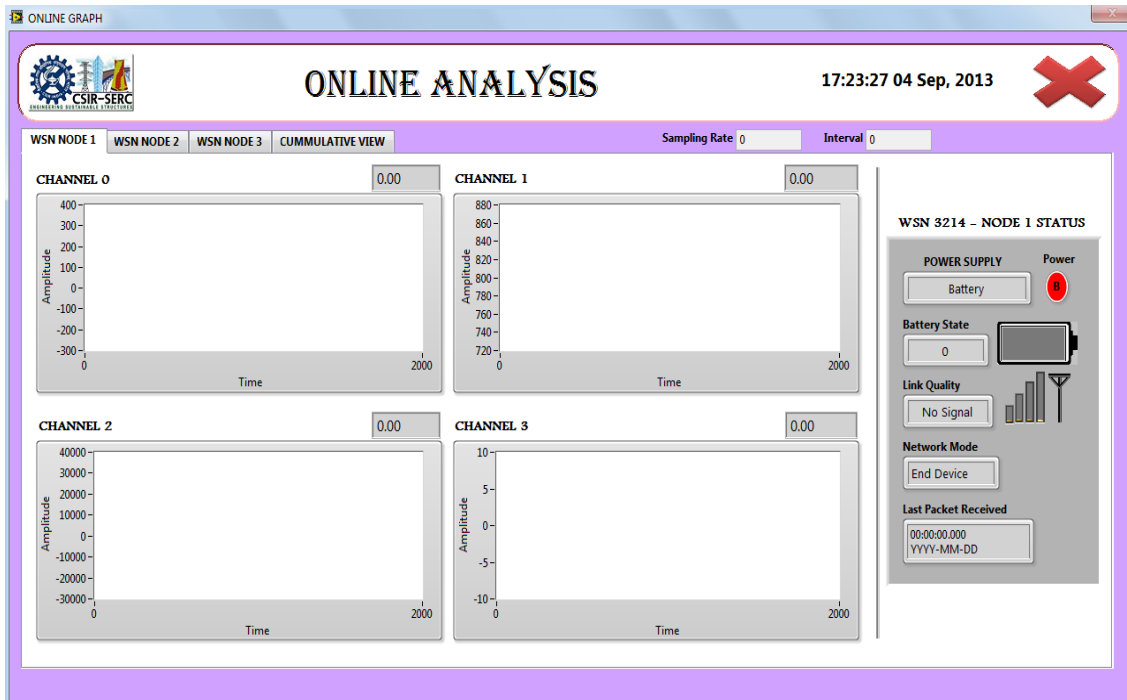 ONLINE GRAPH
CSIR-SERC
ENGINEERING SUSTAINABLE STRUCTURES
ONLINE ANALYSIS
17:23:27 04 Sep, 2013
WSN NODE 1 WSN NODE 2 WSN NODE 3 CUMMULATIVE VIEW
Sampling Rate 0 Interval 0
CHANNEL 0 0.00
400
300
200
100
0
-100
-200
-300
Amplitude
0 2000
Time
CHANNEL 1 0.00
880
860
840
820
800
780
760
740
720
Amplitude
0 2000
Time
CHANNEL 2 0.00
40000
30000
20000
10000
0
-10000
-20000
-30000
Amplitude
0 2000
Time
CHANNEL 3 0.00
10
5
0
-5
-10
Amplitude
0 2000
Time
WSN 3214 - NODE 1 STATUS
POWER SUPPLY Power
Battery B
Battery State
0
Link Quality
No Signal
Network Mode
End Device
Last Packet Received
00:00:00.000
YYYY-MM-DD